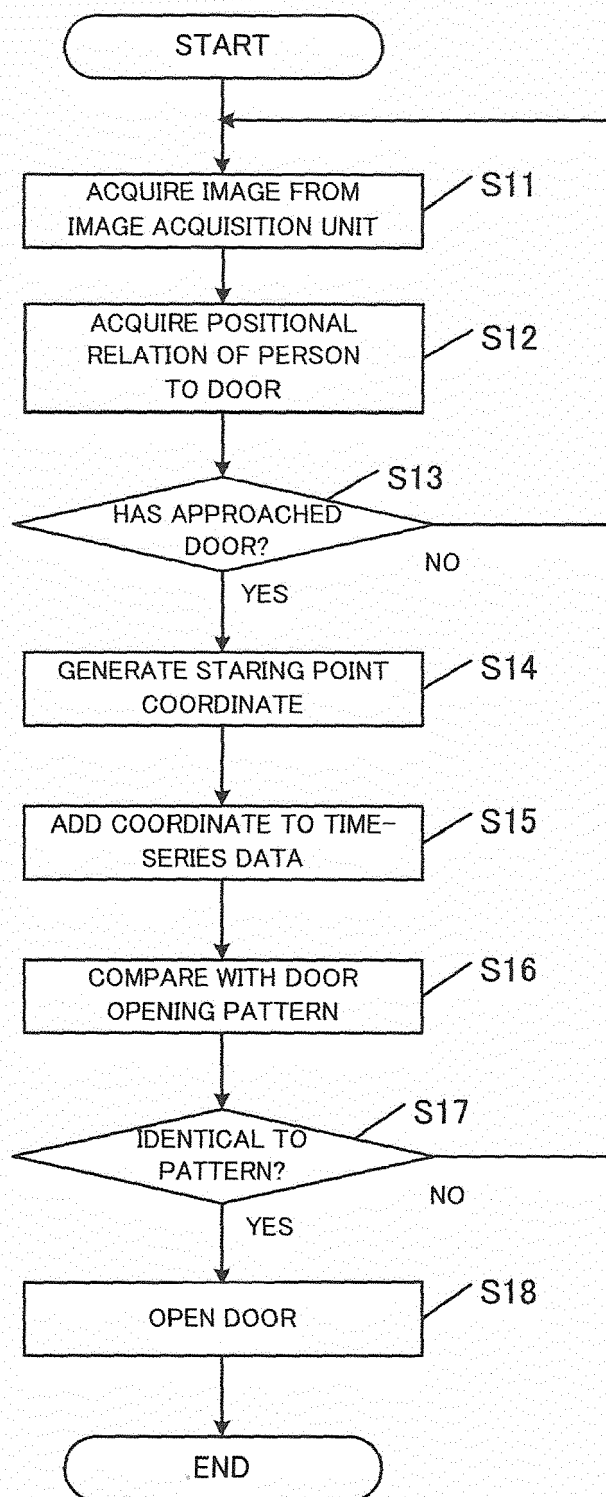 START
ACQUIRE IMAGE FROM
IMAGE ACQUISITION UNIT
S11
ACQUIRE POSITIONAL
RELATION OF PERSON
TO DOOR
S12
S13
HAS APPROACHED
DOOR?
NO
YES
GENERATE STARING POINT
COORDINATE
S14
ADD COORDINATE TO TIME-
SERIES DATA
S15
COMPARE WITH DOOR
OPENING PATTERN
S16
S17
IDENTICAL TO
PATTERN?
NO
YES
OPEN DOOR
S18
END